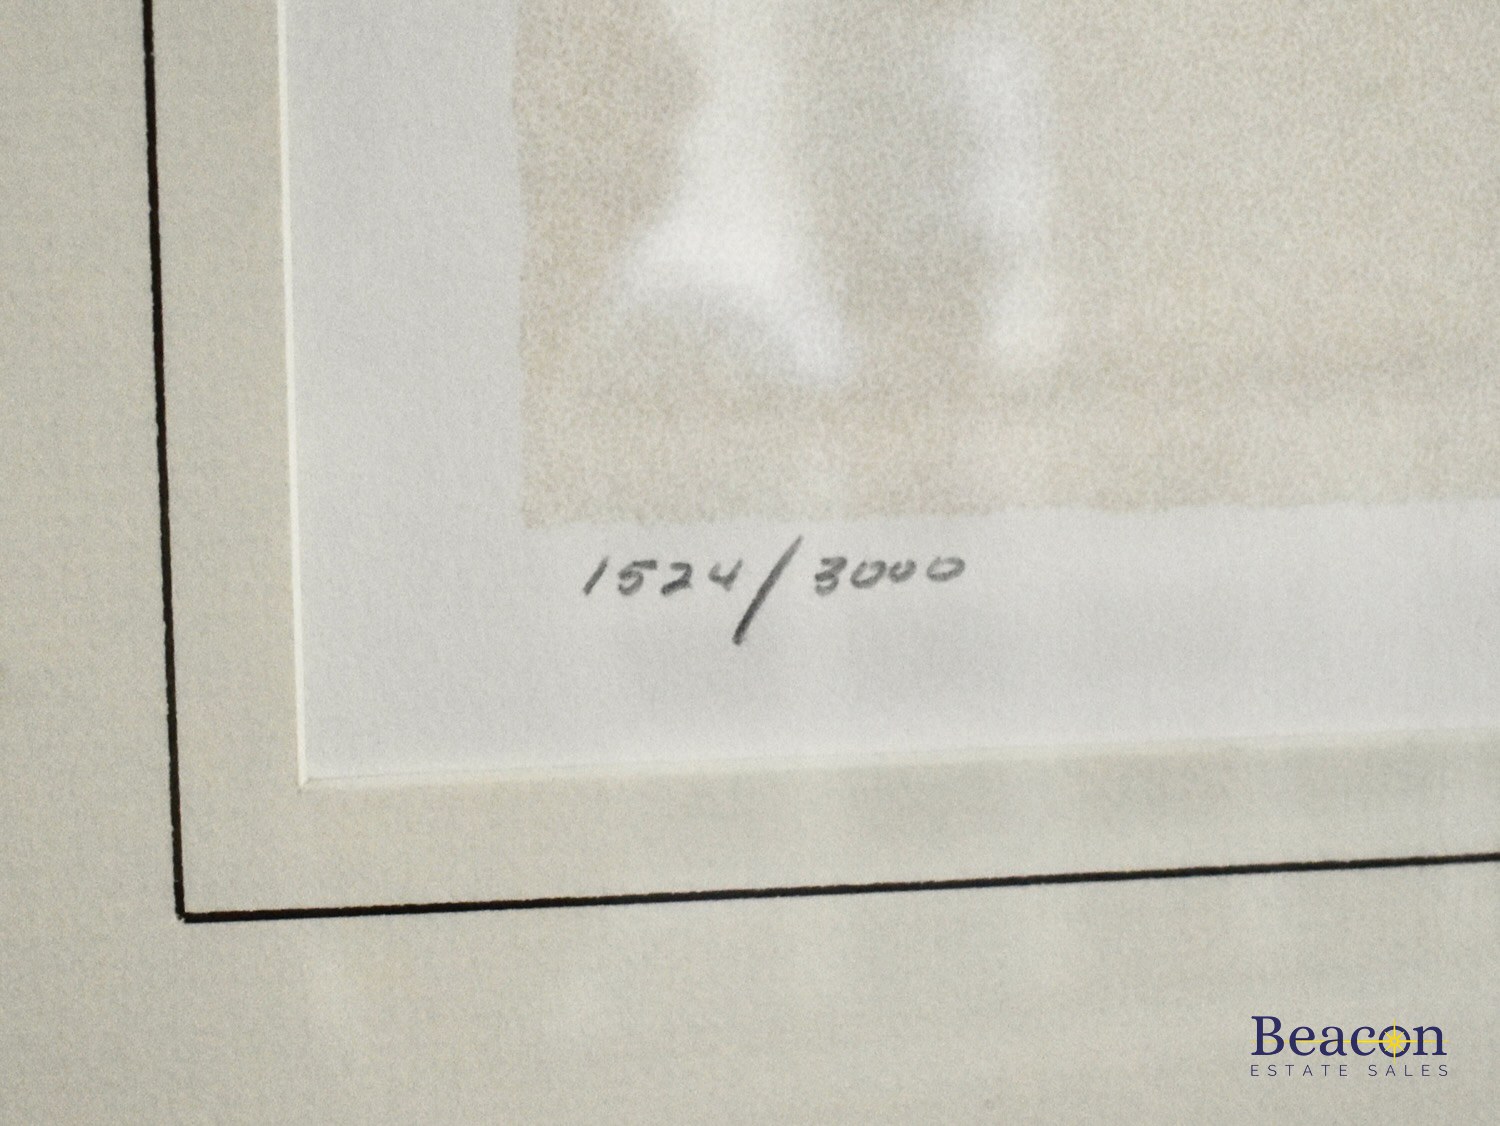 1524/3000
Beacon
ESTATE SALES